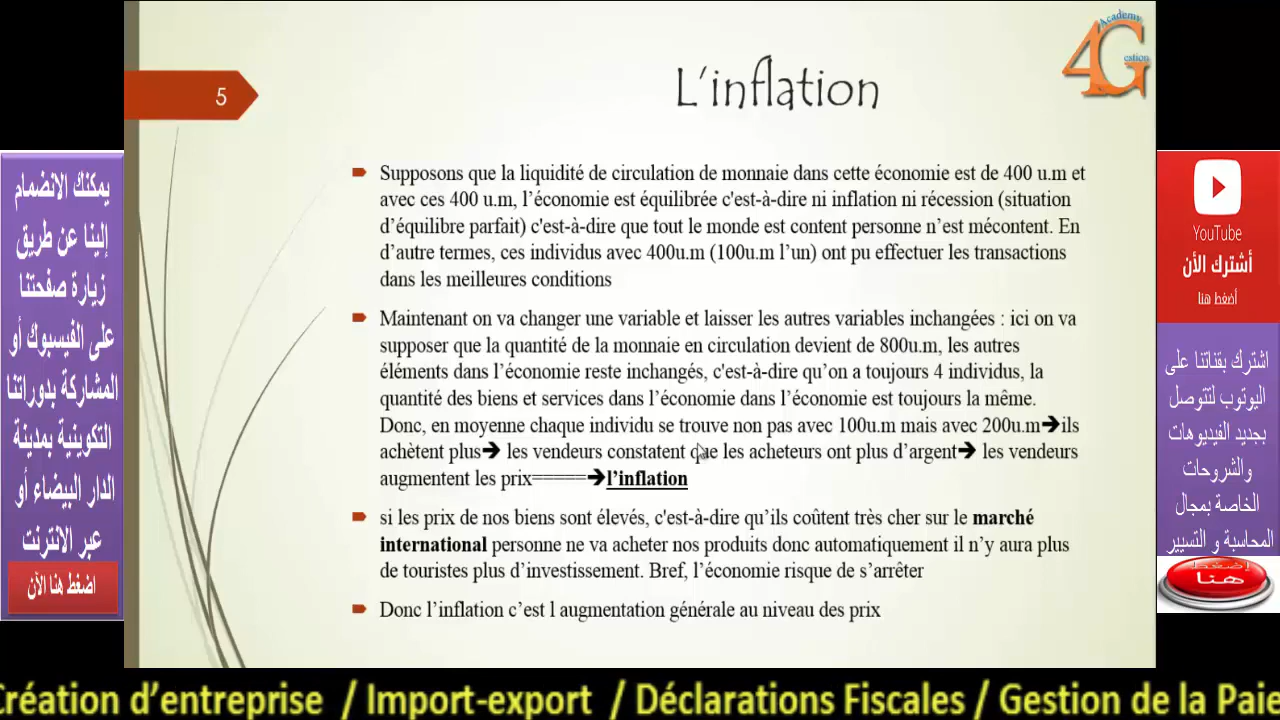 5
L'inflation
4G
Academy
estion
Supposons que la liquidité de circulation de monnaie dans cette économie est de 400 u.m et
avec ces 400 u.m, l'économie est équilibrée c'est-à-dire ni inflation ni récession (situation
d'équilibre parfait) c'est-à-dire que tout le monde est content personne n'est mécontent. En
d'autre termes, ces individus avec 400u.m (100u.m l'un) ont pu effectuer les transactions
dans les meilleures conditions
Maintenant on va changer une variable et laisser les autres variables inchangées : ici on va
supposer que la quantité de la monnaie en circulation devient de 800u.m, les autres
éléments dans l'économie reste inchangés, c'est-à-dire qu'on a toujours 4 individus, la
quantité des biens et services dans l'économie dans l'économie est toujours la même.
Donc, en moyenne chaque individu se trouve non pas avec 100u.m mais avec 200u.m➔ils
achètent plus➔ les vendeurs constatent que les acheteurs ont plus d'argent➔ les vendeurs
augmentent les prix=====➔l'inflation
si les prix de nos biens sont élevés, c'est-à-dire qu'ils coûtent très cher sur le marché
international personne ne va acheter nos produits donc automatiquement il n'y aura plus
de touristes plus d'investissement. Bref, l'économie risque de s'arrêter
Donc l'inflation c'est l augmentation générale au niveau des prix
يمكنك الانضمام
إلينا عن طريق
زيارة صفحتنا
على الفيسبوك أو
المشاركة بدوراتنا
التكوينية بمدينة
الدار البيضاء أو
عبر الانترنت
اضغط هنا الآن
YouTube
أشترك الأن
أضغط هنا
اشترك بقناتنا على
اليوتوب لتتوصل
بجديد الفيديوهات
والشروحات
الخاصة بمجال
المحاسبة و التسيير
إضغط
هنا
Création d'entreprise / Import-export / Déclarations Fiscales / Gestion de la Paie